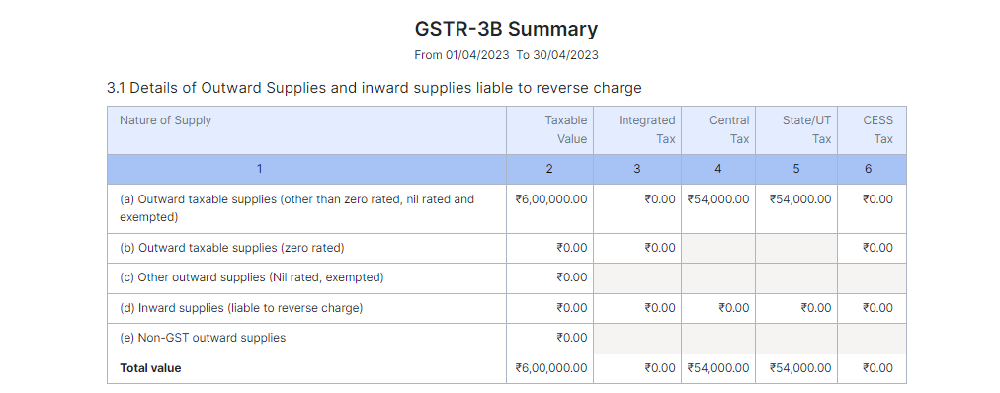 GSTR-3B Summary
From 01/04/2023 To 30/04/2023
3.1 Details of Outward Supplies and inward supplies liable to reverse charge
Nature of Supply Taxable Value Integrated Tax Central Tax State/UT Tax CESS Tax
1 2 3 4 5 6
(a) Outward taxable supplies (other than zero rated, nil rated and exempted) ₹6,00,000.00 ₹0.00 ₹54,000.00 ₹54,000.00 ₹0.00
(b) Outward taxable supplies (zero rated) ₹0.00 ₹0.00 ₹0.00
(c) Other outward supplies (Nil rated, exempted) ₹0.00
(d) Inward supplies (liable to reverse charge) ₹0.00 ₹0.00 ₹0.00 ₹0.00 ₹0.00
(e) Non-GST outward supplies ₹0.00
Total value ₹6,00,000.00 ₹0.00 ₹54,000.00 ₹54,000.00 ₹0.00